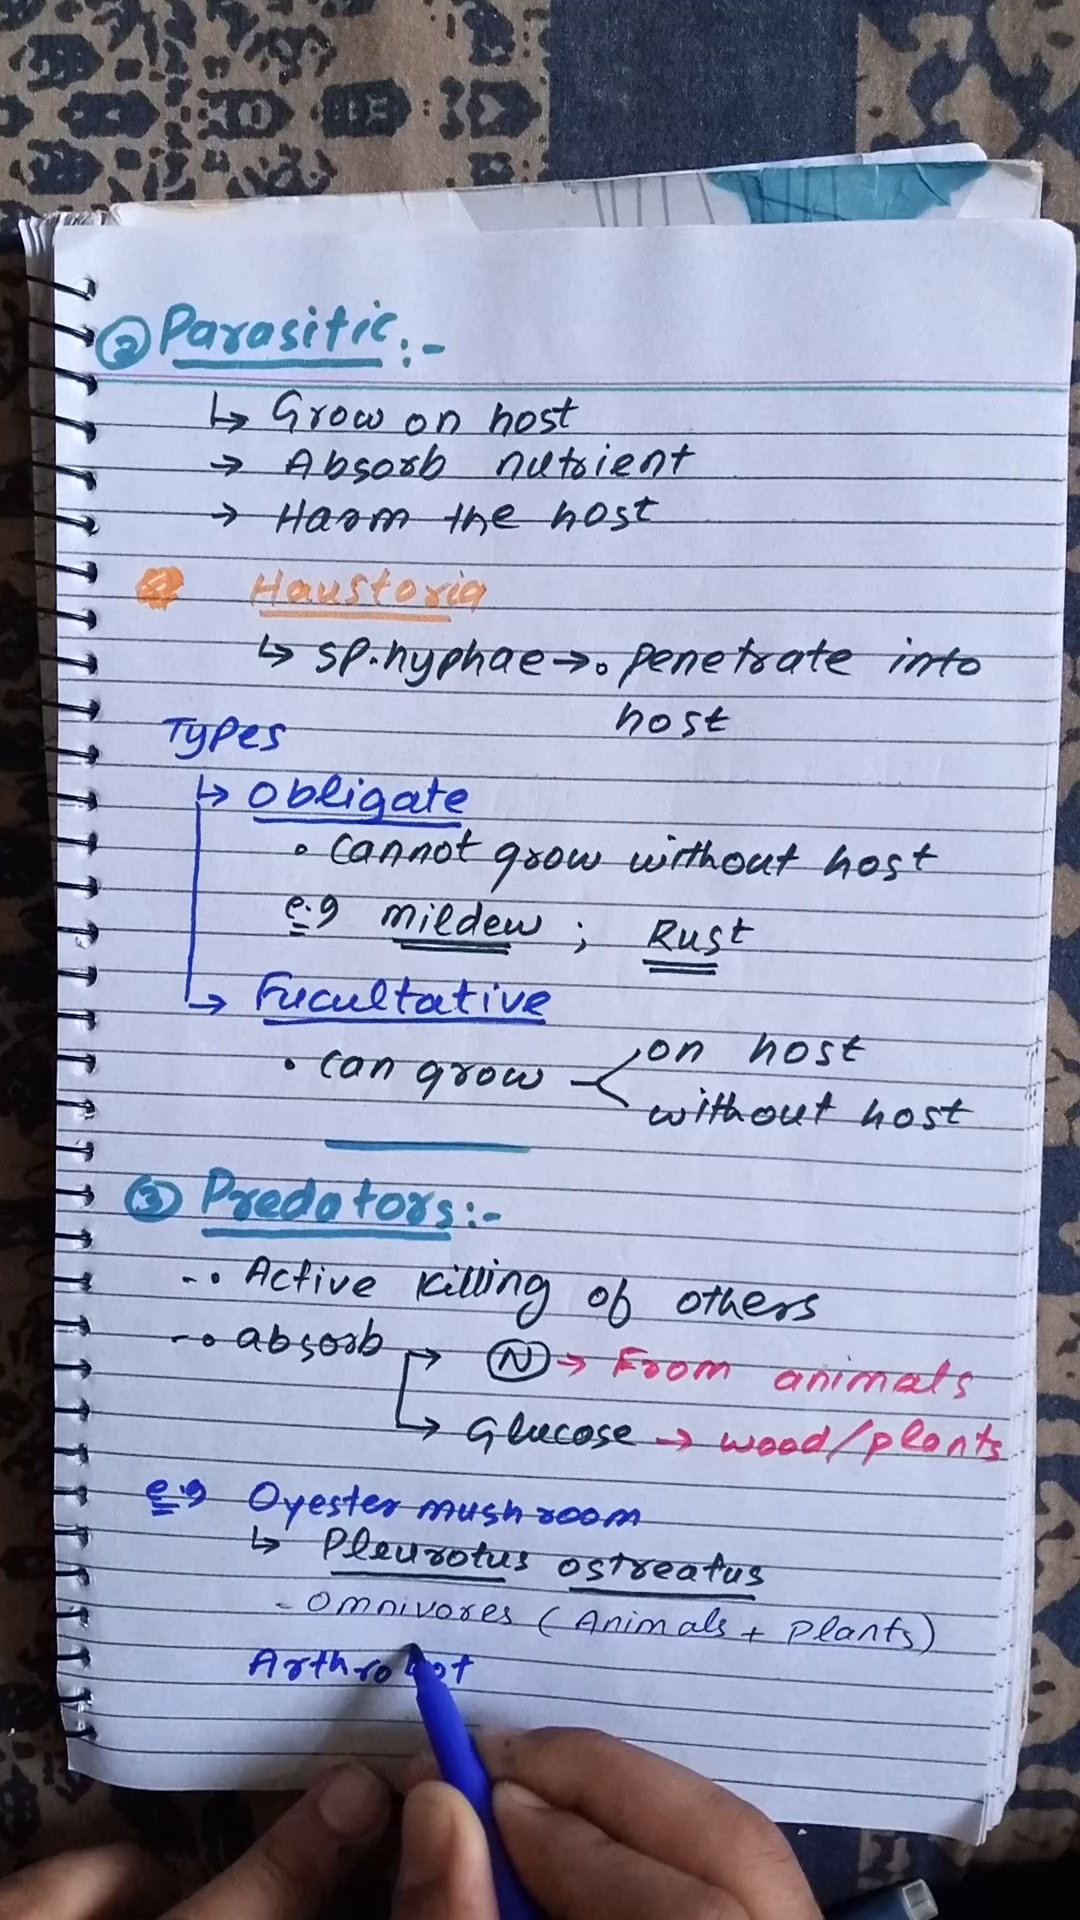 ② Parasitic:-
↳ Grow on host
→ Absorb nutrient
→ Harm the host
Haustoria
↳ sp. hyphae →. penetrate into
host
Types
↳ Obligate
• cannot grow without host
e.g mildew ; Rust
→ Fucultative
• can grow on host
without host
③ Predators:-
-• Active killing of others
-• absorb → N → From animals
→ Glucose → wood/plants
e.g Oyester mushroom
↳ Pleurotus ostreatus
- Omnivores (Animals + plants)